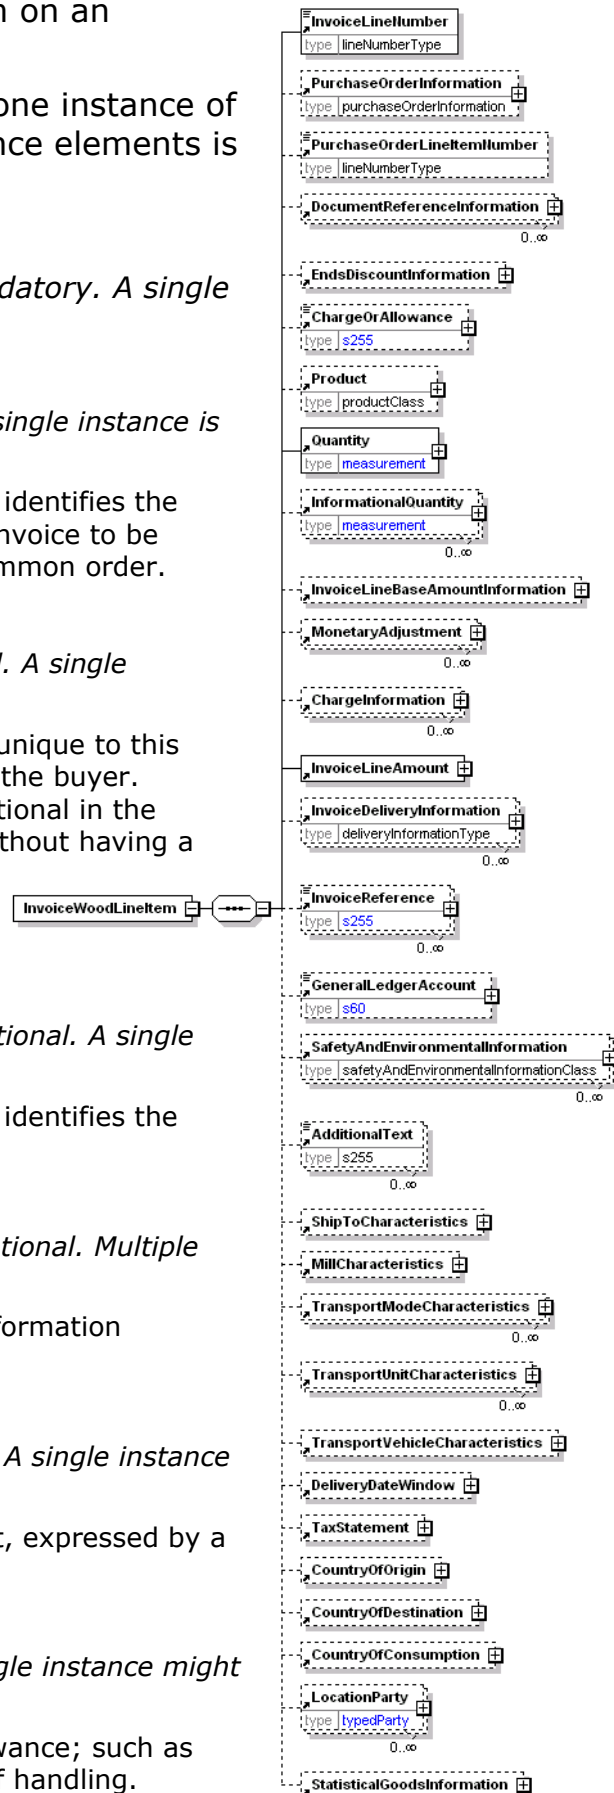 n on an
one instance of
nce elements is
datory. A single
single instance is
identifies the
nvoice to be
mmon order.
l. A single
unique to this
the buyer.
tional in the
thout having a
tional. A single
identifies the
tional. Multiple
formation
A single instance
t, expressed by a
gle instance might
wance; such as
f handling.
InvoiceWoodLineItem
InvoiceLineNumber
type lineNumberType
PurchaseOrderInformation
type purchaseOrderInformation
PurchaseOrderLineItemNumber
type lineNumberType
DocumentReferenceInformation
0..∞
EndsDiscountInformation
ChargeOrAllowance
type s255
Product
type productClass
Quantity
type measurement
InformationalQuantity
type measurement
0..∞
InvoiceLineBaseAmountInformation
MonetaryAdjustment
0..∞
ChargeInformation
0..∞
InvoiceLineAmount
InvoiceDeliveryInformation
type deliveryInformationType
0..∞
InvoiceReference
type s255
0..∞
GeneralLedgerAccount
type s60
SafetyAndEnvironmentalInformation
type safetyAndEnvironmentalInformationClass
0..∞
AdditionalText
type s255
0..∞
ShipToCharacteristics
MillCharacteristics
TransportModeCharacteristics
0..∞
TransportUnitCharacteristics
0..∞
TransportVehicleCharacteristics
DeliveryDateWindow
TaxStatement
CountryOfOrigin
CountryOfDestination
CountryOfConsumption
LocationParty
type typedParty
0..∞
StatisticalGoodsInformation